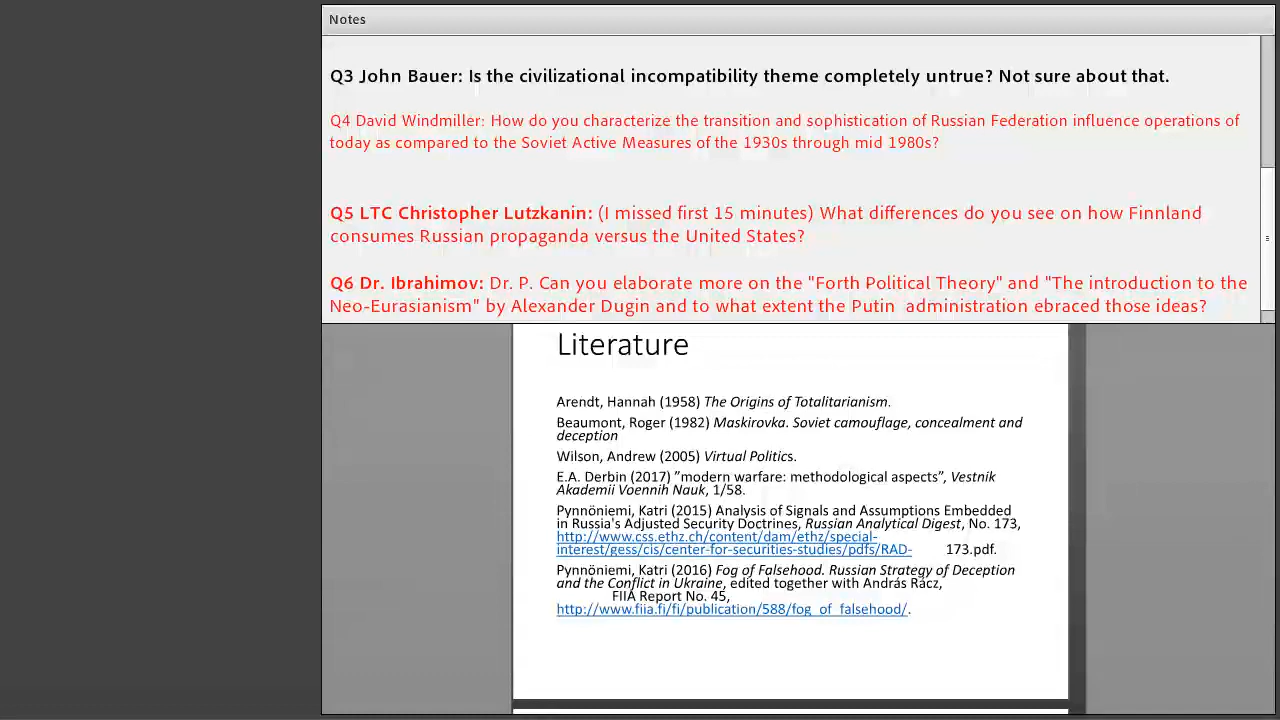 Notes
Q3 John Bauer: Is the civilizational incompatibility theme completely untrue? Not sure about that.
Q4 David Windmiller: How do you characterize the transition and sophistication of Russian Federation influence operations of
today as compared to the Soviet Active Measures of the 1930s through mid 1980s?
Q5 LTC Christopher Lutzkanin: (I missed first 15 minutes) What differences do you see on how Finnland
consumes Russian propaganda versus the United States?
Q6 Dr. Ibrahimov: Dr. P. Can you elaborate more on the "Forth Political Theory" and "The introduction to the
Neo-Eurasianism" by Alexander Dugin and to what extent the Putin administration ebraced those ideas?
Literature
Arendt, Hannah (1958) The Origins of Totalitarianism.
Beaumont, Roger (1982) Maskirovka. Soviet camouflage, concealment and
deception
Wilson, Andrew (2005) Virtual Politics.
E.A. Derbin (2017) ”modern warfare: methodological aspects”, Vestnik
Akademii Voennih Nauk, 1/58.
Pynnöniemi, Katri (2015) Analysis of Signals and Assumptions Embedded
in Russia's Adjusted Security Doctrines, Russian Analytical Digest, No. 173,
http://www.css.ethz.ch/content/dam/ethz/special-
interest/gess/cis/center-for-securities-studies/pdfs/RAD- 173.pdf.
Pynnöniemi, Katri (2016) Fog of Falsehood. Russian Strategy of Deception
and the Conflict in Ukraine, edited together with András Rácz,
FIIA Report No. 45,
http://www.fiia.fi/fi/publication/588/fog_of_falsehood/.